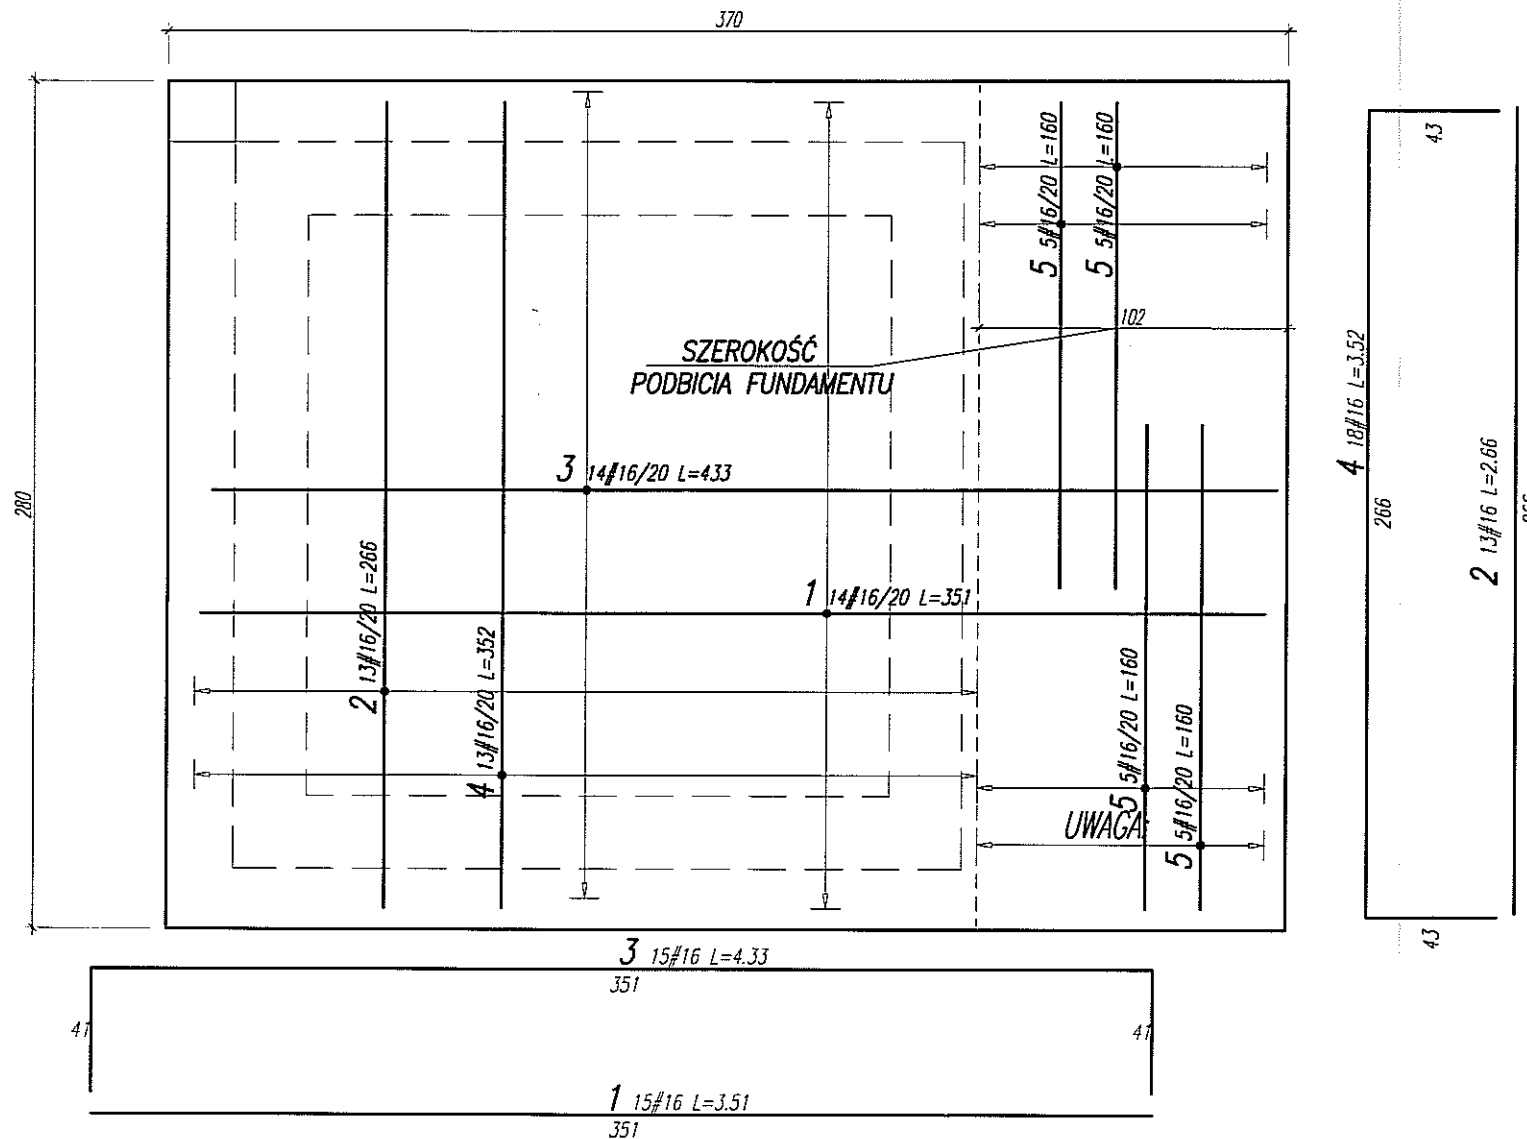 370
280
5 5#16/20 L=160
5 5#16/20 L=160
102
SZEROKOŚĆ
PODBICIA FUNDAMENTU
3 14#16/20 L=433
1 14#16/20 L=351
2 13#16/20 L=266
4 13#16/20 L=352
5 5#16/20 L=160
5 5#16/20 L=160
UWAGA:
43
4 18#16 L=3.52
266
2 13#16 L=2.66
43
3 15#16 L=4.33
351
41
41
1 15#16 L=3.51
351